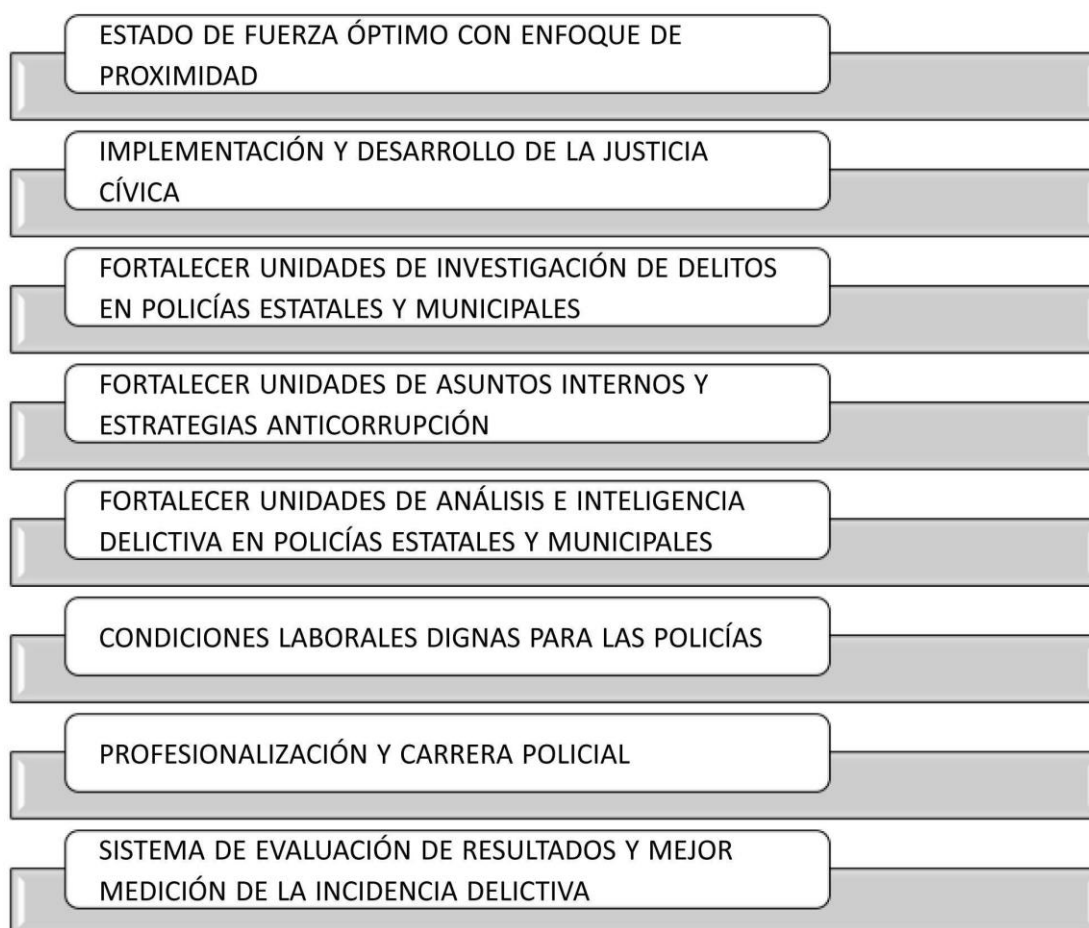 ESTADO DE FUERZA ÓPTIMO CON ENFOQUE DE
PROXIMIDAD
IMPLEMENTACIÓN Y DESARROLLO DE LA JUSTICIA
CÍVICA
FORTALECER UNIDADES DE INVESTIGACIÓN DE DELITOS
EN POLICÍAS ESTATALES Y MUNICIPALES
FORTALECER UNIDADES DE ASUNTOS INTERNOS Y
ESTRATEGIAS ANTICORRUPCIÓN
FORTALECER UNIDADES DE ANÁLISIS E INTELIGENCIA
DELICTIVA EN POLICÍAS ESTATALES Y MUNICIPALES
CONDICIONES LABORALES DIGNAS PARA LAS POLICÍAS
PROFESIONALIZACIÓN Y CARRERA POLICIAL
SISTEMA DE EVALUACIÓN DE RESULTADOS Y MEJOR
MEDICIÓN DE LA INCIDENCIA DELICTIVA